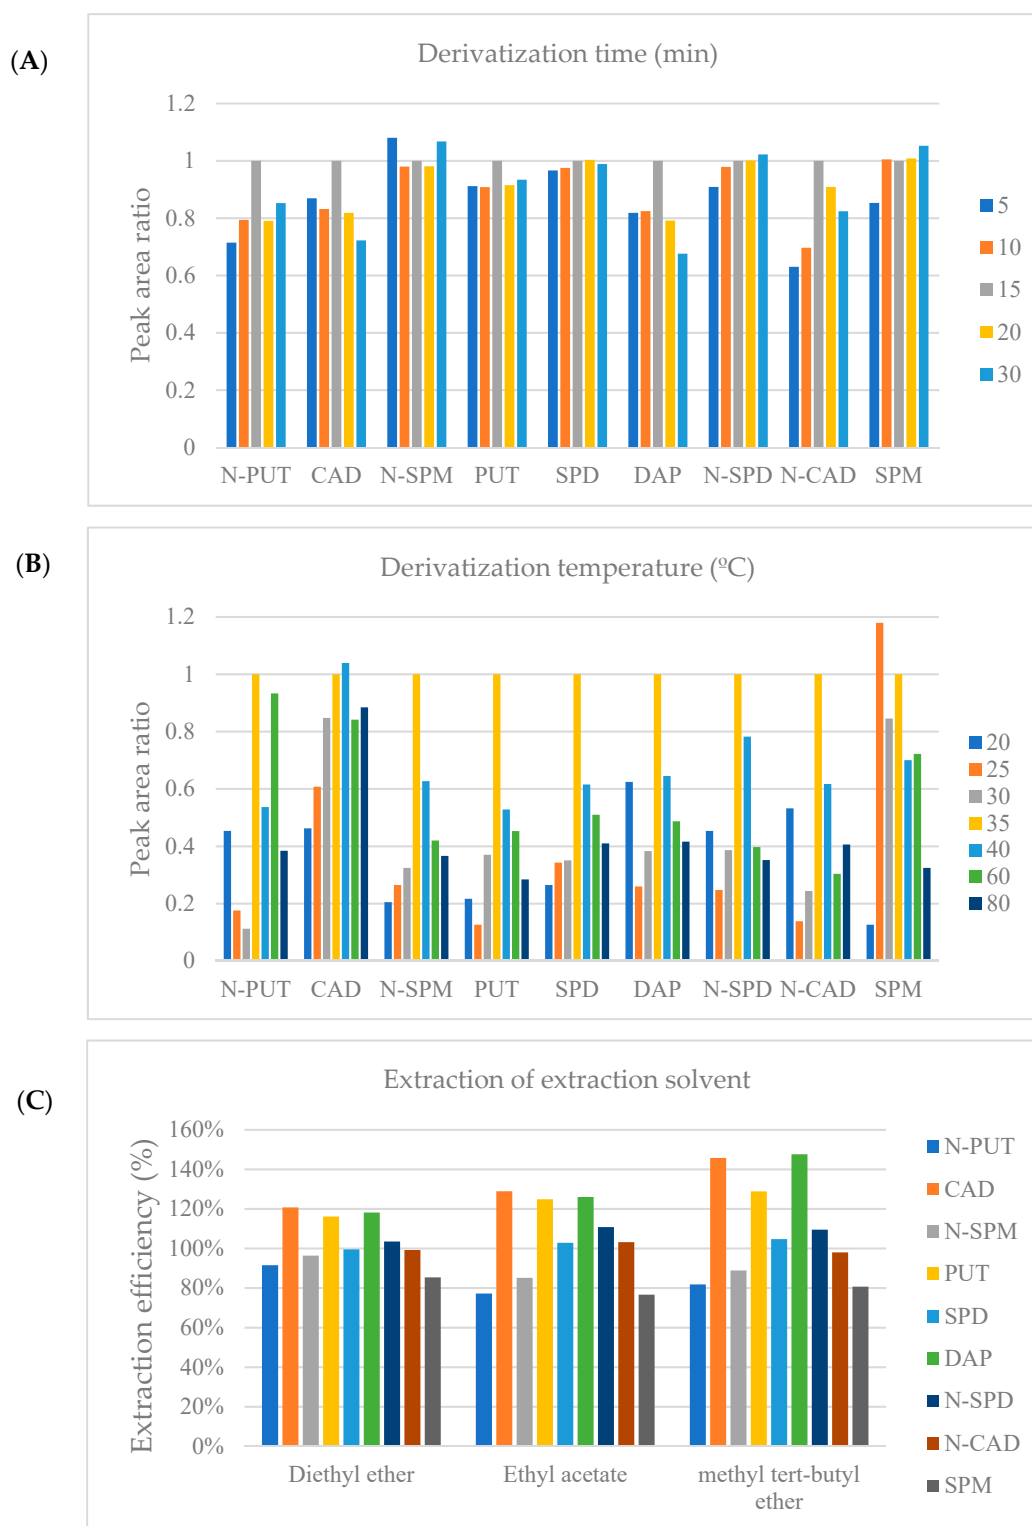 (A)
Derivatization time (min)
Peak area ratio
1.2
1
0.8
0.6
0.4
0.2
0
N-PUT CAD N-SPM PUT SPD DAP N-SPD N-CAD SPM
5
10
15
20
30
(B)
Derivatization temperature (ºC)
Peak area ratio
1.2
1
0.8
0.6
0.4
0.2
0
N-PUT CAD N-SPM PUT SPD DAP N-SPD N-CAD SPM
20
25
30
35
40
60
80
(C)
Extraction of extraction solvent
Extraction efficiency (%)
160%
140%
120%
100%
80%
60%
40%
20%
0%
Diethyl ether Ethyl acetate methyl tert-butyl
ether
N-PUT
CAD
N-SPM
PUT
SPD
DAP
N-SPD
N-CAD
SPM